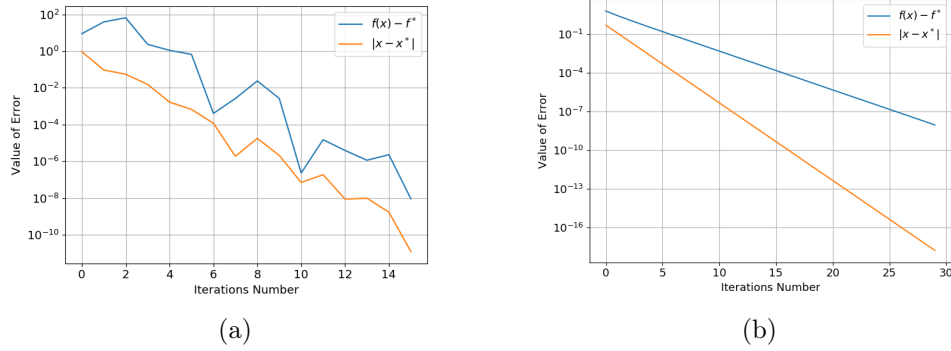 10^2
10^0
10^-2
10^-4
10^-6
10^-8
10^-10
Value of Error
0 2 4 6 8 10 12 14
Iterations Number
f(x) − f*
|x − x*|
(a)
10^-1
10^-4
10^-7
10^-10
10^-13
10^-16
Value of Error
0 5 10 15 20 25 30
Iterations Number
f(x) − f*
|x − x*|
(b)